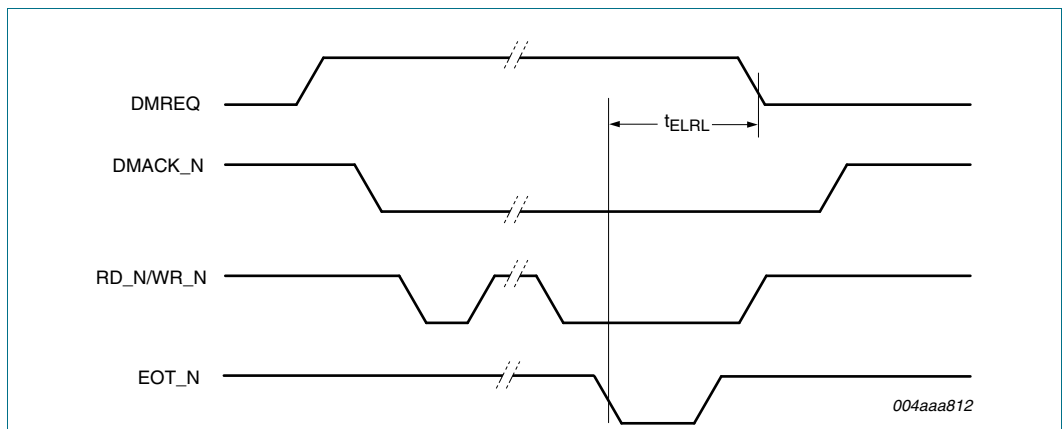 DMREQ
tELRL
DMACK_N
RD_N/WR_N
EOT_N
004aaa812